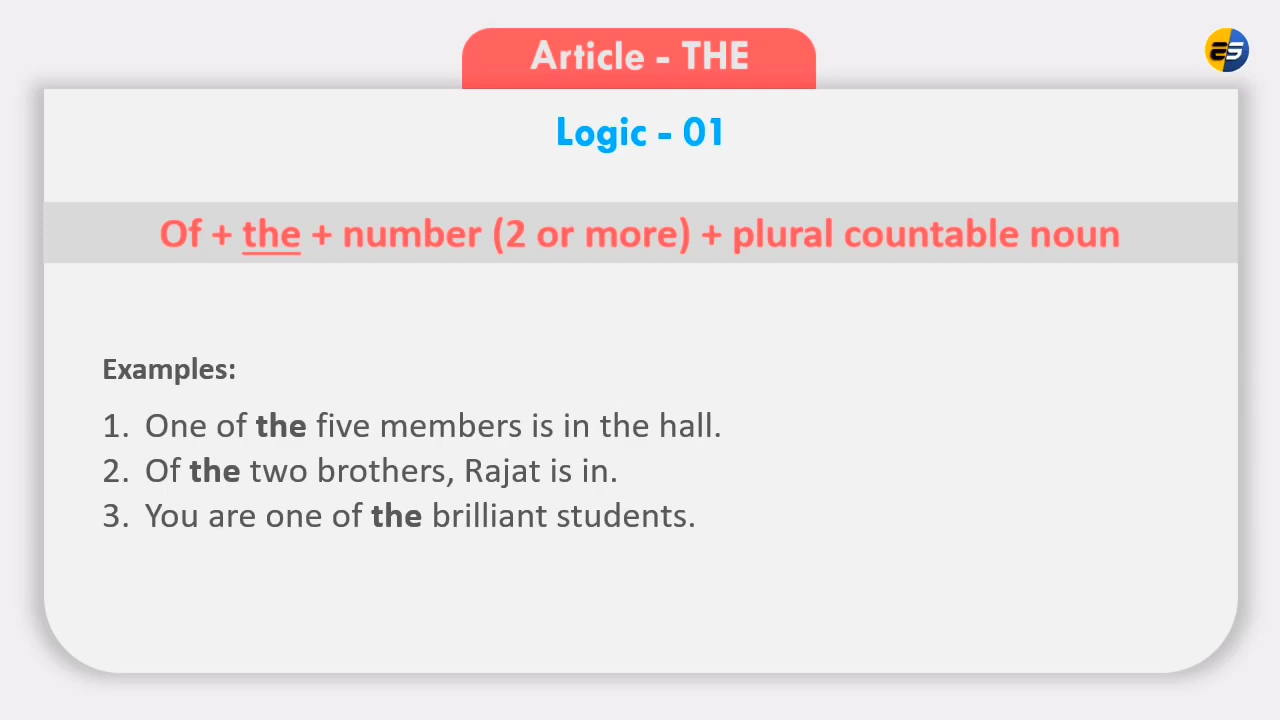 Article - THE
ES
Logic - 01
Of + the + number (2 or more) + plural countable noun
Examples:
1. One of the five members is in the hall.
2. Of the two brothers, Rajat is in.
3. You are one of the brilliant students.